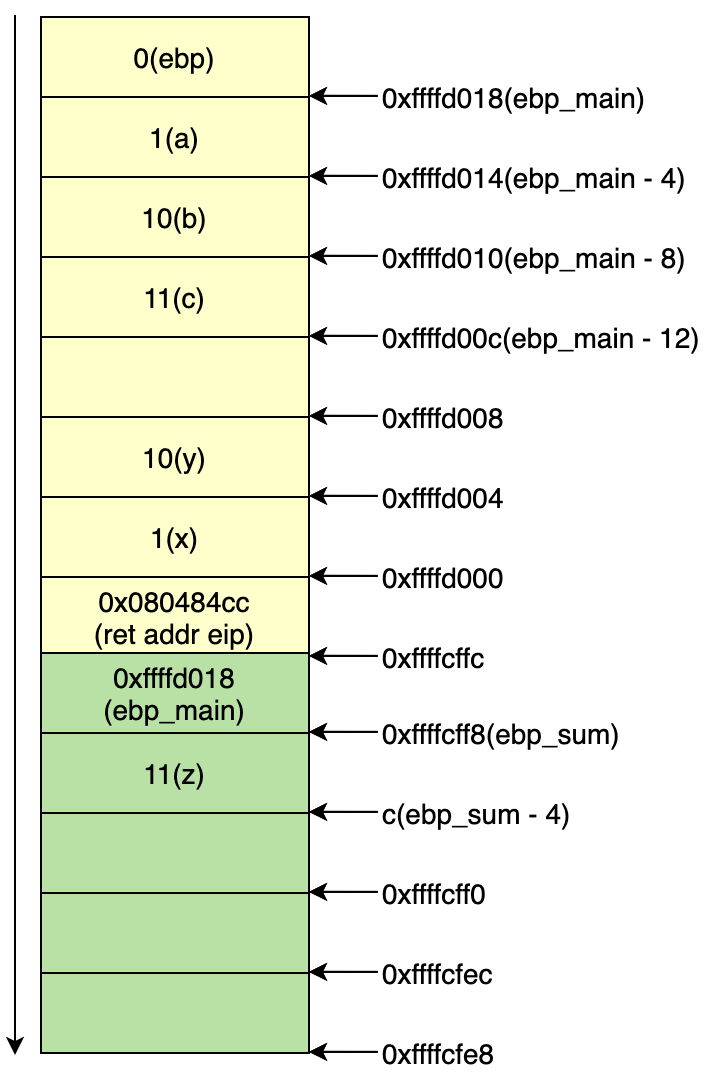 0(ebp)
0xffffd018(ebp_main)
1(a)
0xffffd014(ebp_main - 4)
10(b)
0xffffd010(ebp_main - 8)
11(c)
0xffffd00c(ebp_main - 12)
0xffffd008
10(y)
0xffffd004
1(x)
0xffffd000
0x080484cc
(ret addr eip)
0xffffcffc
0xffffd018
(ebp_main)
0xffffcff8(ebp_sum)
11(z)
c(ebp_sum - 4)
0xffffcff0
0xffffcfec
0xffffcfe8